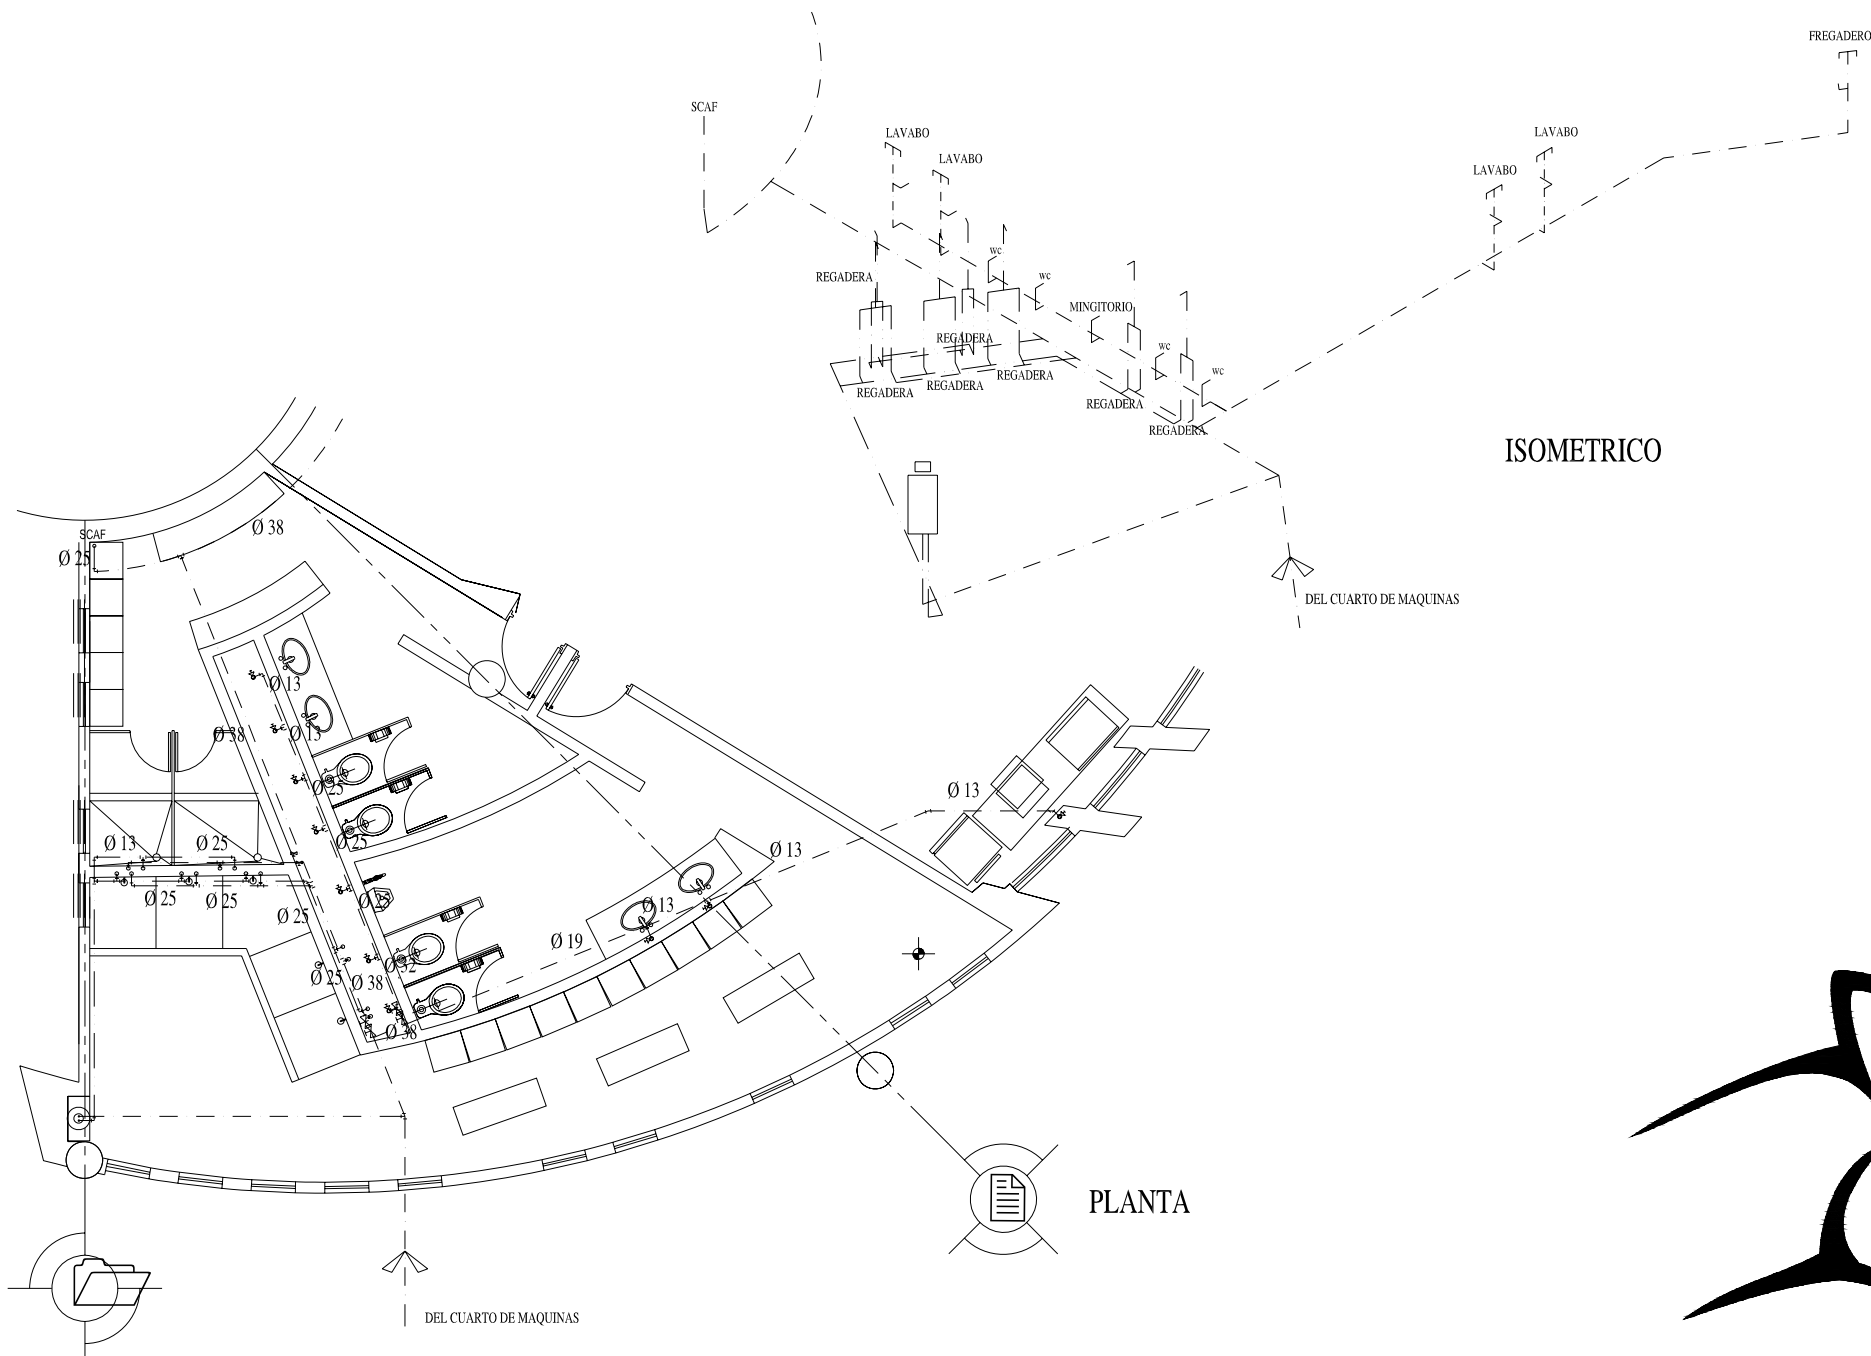 FREGADERO
SCAF
LAVABO
LAVABO
LAVABO
LAVABO
REGADERA
wc
wc
MINGITORIO
REGADERA
wc
wc
REGADERA
REGADERA
REGADERA
REGADERA
REGADERA
ISOMETRICO
DEL CUARTO DE MAQUINAS
Ø 38
SCAF
Ø 25
Ø 13
Ø 38
Ø 13
Ø 25
Ø 13
Ø 25
Ø 25
Ø 13
Ø 13
Ø 25
Ø 25
Ø 25
Ø 25
Ø 13
Ø 19
Ø 25
Ø 38
Ø 32
Ø 38
PLANTA
DEL CUARTO DE MAQUINAS